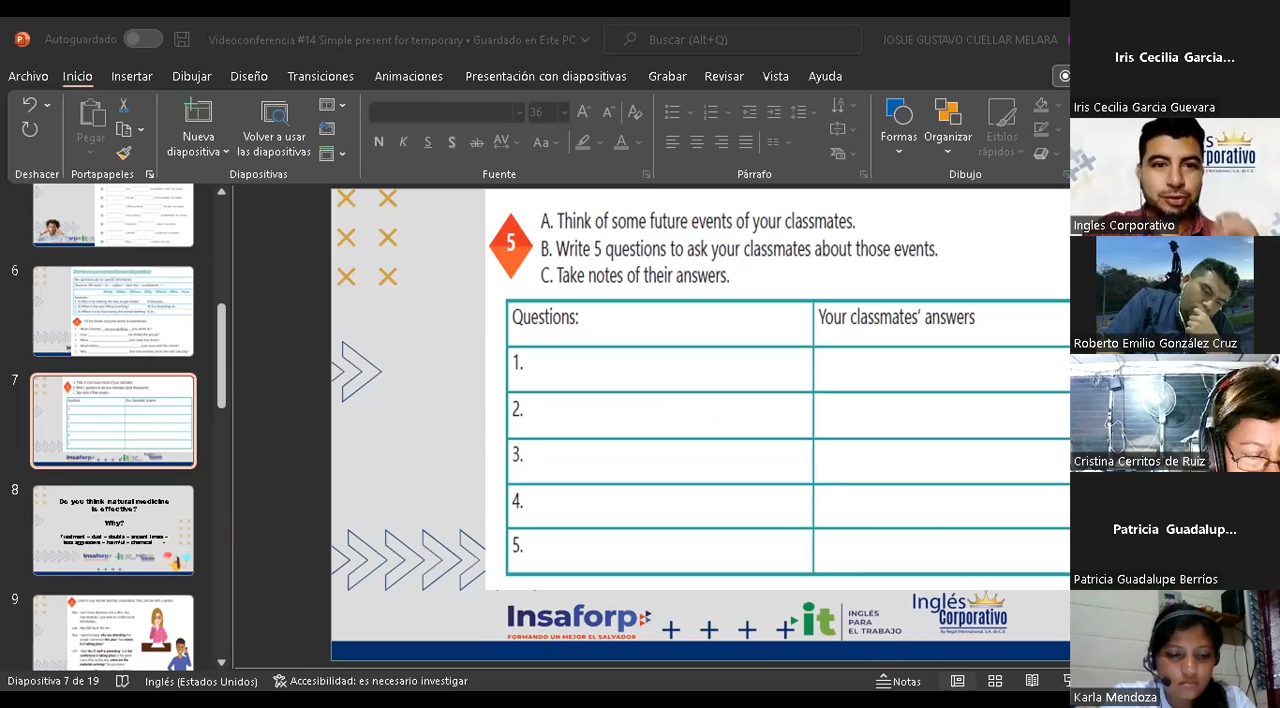 Autoguardado
Videoconferencia #14 Simple present for temporary • Guardado en Este PC
Buscar (Alt+Q)
JOSUE GUSTAVO CUELLAR MELARA
Archivo Inicio Insertar Dibujar Diseño Transiciones Animaciones Presentación con diapositivas Grabar Revisar Vista Ayuda
36
Pegar
Nueva diapositiva
Volver a usar las diapositivas
N K S ab AV Aa A
Formas Organizar Estilos rápidos
Deshacer Portapapeles Diapositivas Fuente Párrafo Dibujo
6
7
8
Do you think natural medicine
is effective?
Why?
9
5
A. Think of some future events of your classmates.
B. Write 5 questions to ask your classmates about those events.
C. Take notes of their answers.
Questions: Your classmates' answers
1.
2.
3.
4.
5.
Insaforp
FORMANDO UN MEJOR EL SALVADOR
it
INGLÉS
PARA
EL TRABAJO
Inglés
Corporativo
Diapositiva 7 de 19 Inglés (Estados Unidos) Accesibilidad: es necesario investigar Notas
Iris Cecilia Garcia...
Iris Cecilia Garcia Guevara
Ingles Corporativo
Roberto Emilio González Cruz
Cristina Cerritos de Ruiz
Patricia Guadalup...
Patricia Guadalupe Berríos
Karla Mendoza